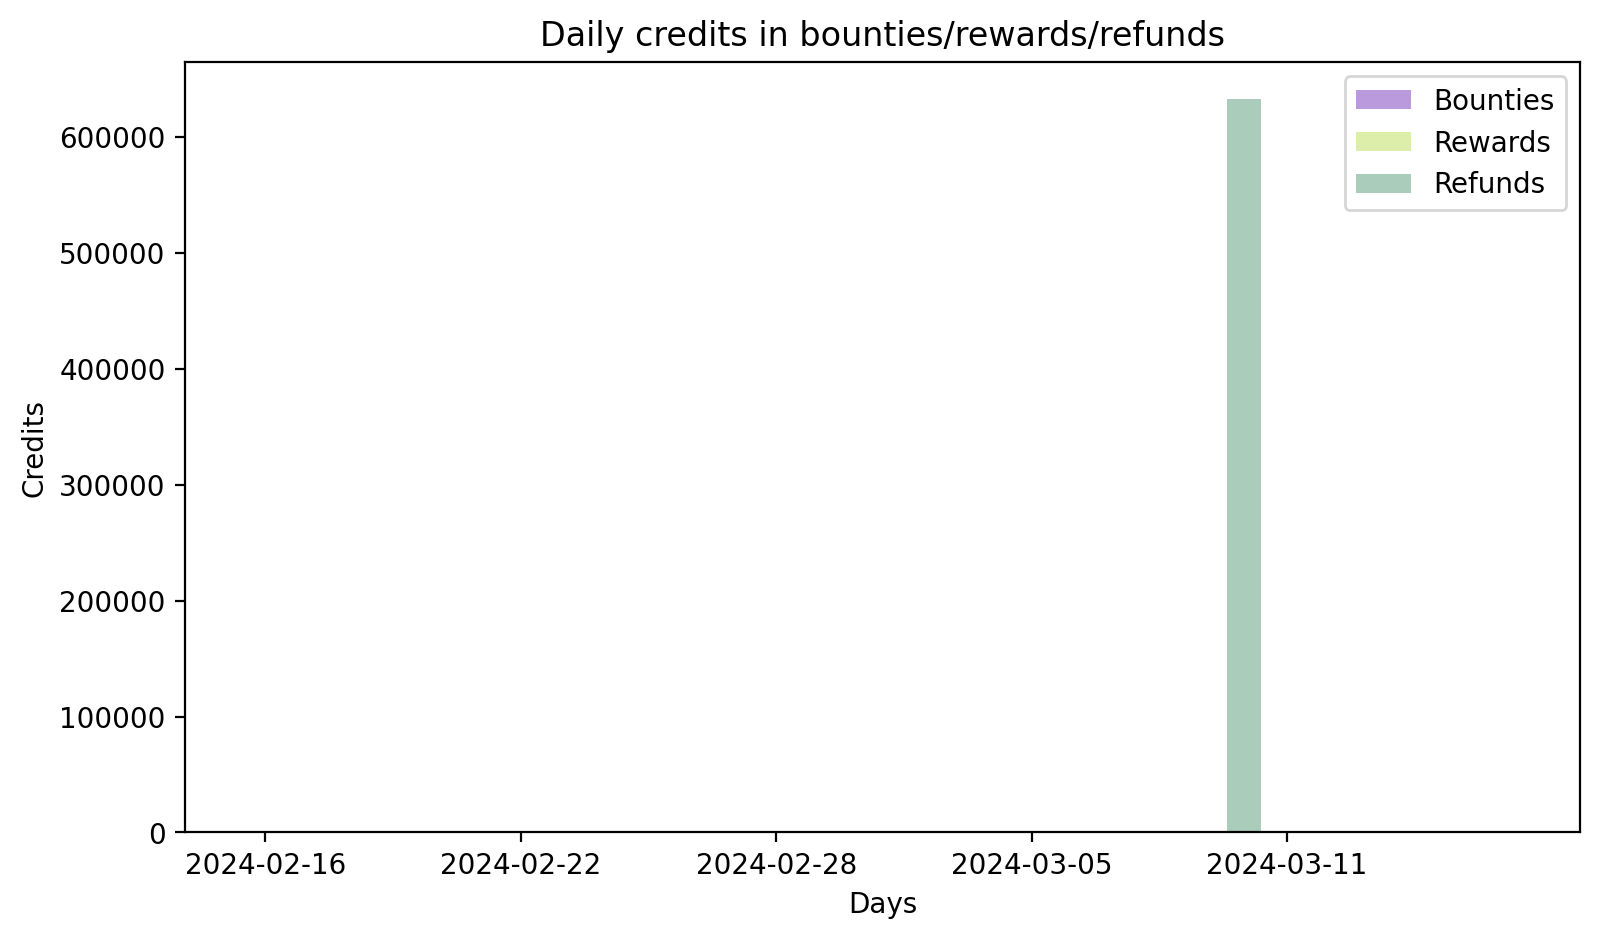 Daily credits in bounties/rewards/refunds
Bounties
Rewards
Refunds
Credits
600000
500000
400000
300000
200000
100000
0
2024-02-16
2024-02-22
2024-02-28
2024-03-05
2024-03-11
Days